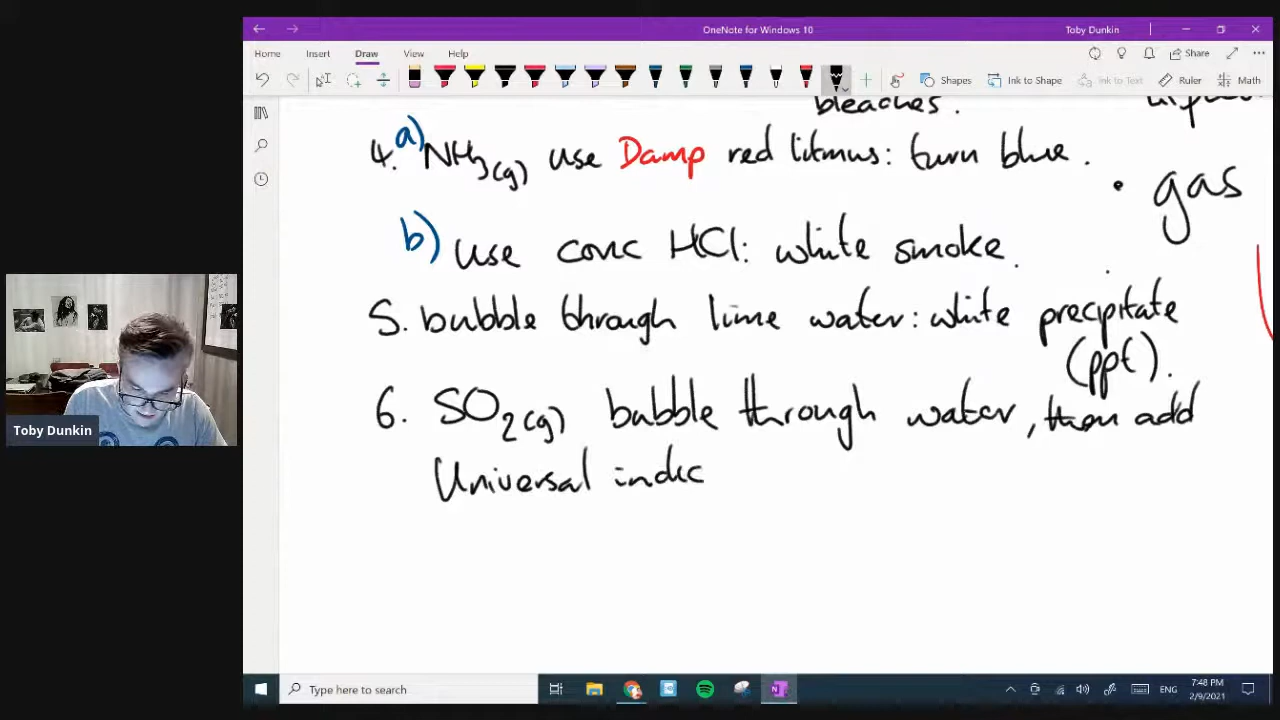 OneNote for Windows 10
Toby Dunkin
Home Insert Draw View Help
Share
Shapes
Ink to Shape
Ink to Text
Ruler
Math
bleaches.
4. a) NH3(g) use Damp red litmus: turn blue.
• gas
b) use conc HCl: white smoke.
5. bubble through lime water: white precipitate
(ppt).
6. SO2(g) bubble through water, then add
Universal indic
Toby Dunkin
Type here to search
ENG
7:48 PM
2/9/2021